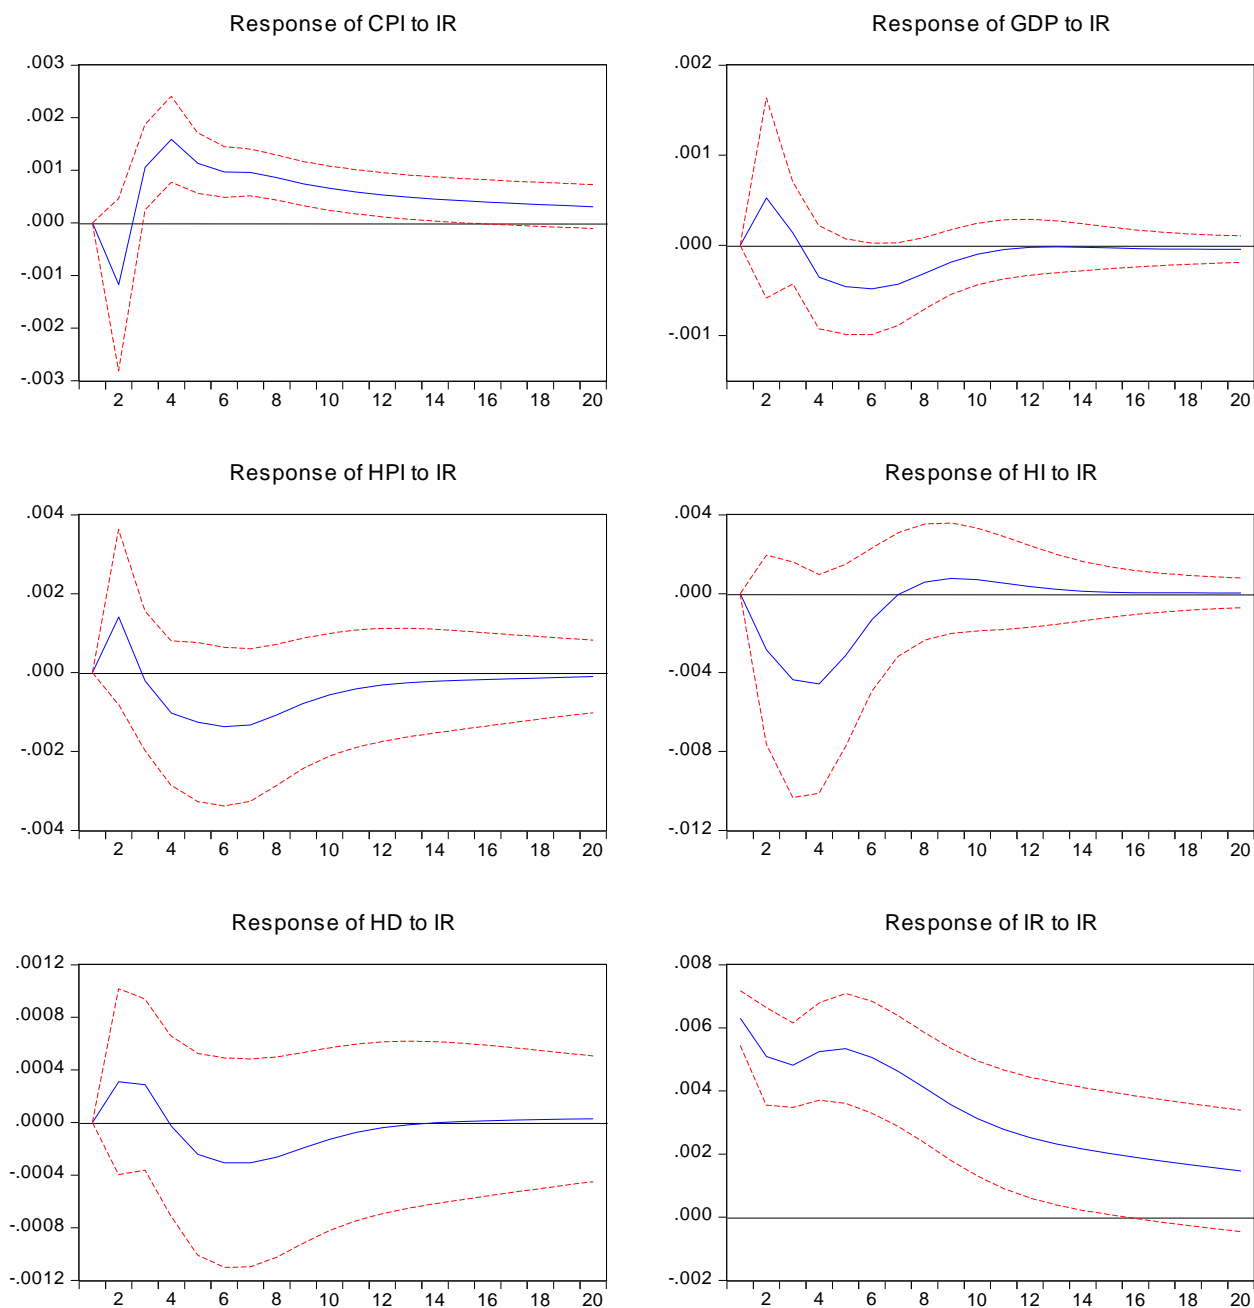 Response of CPI to IR
.003
.002
.001
.000
-.001
-.002
-.003
2 4 6 8 10 12 14 16 18 20
Response of GDP to IR
.002
.001
.000
-.001
2 4 6 8 10 12 14 16 18 20
Response of HPI to IR
.004
.002
.000
-.002
-.004
2 4 6 8 10 12 14 16 18 20
Response of HI to IR
.004
.000
-.004
-.008
-.012
2 4 6 8 10 12 14 16 18 20
Response of HD to IR
.0012
.0008
.0004
.0000
-.0004
-.0008
-.0012
2 4 6 8 10 12 14 16 18 20
Response of IR to IR
.008
.006
.004
.002
.000
-.002
2 4 6 8 10 12 14 16 18 20